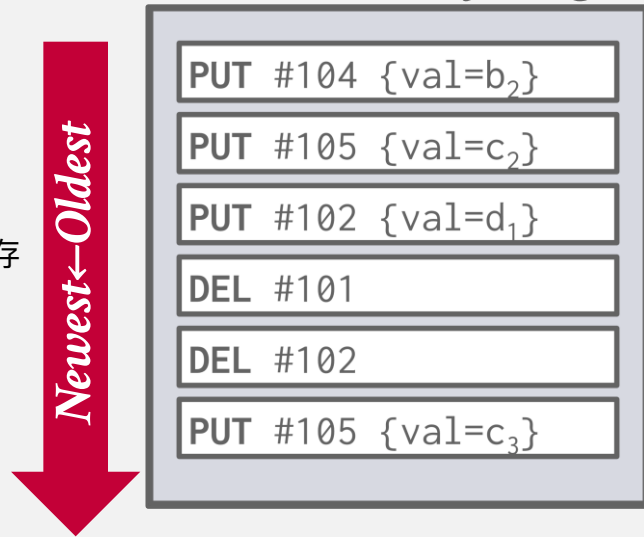 PUT #104 {val=b₂}
PUT #105 {val=c₂}
PUT #102 {val=d₁}
DEL #101
DEL #102
PUT #105 {val=c₃}
Newest←Oldest
存